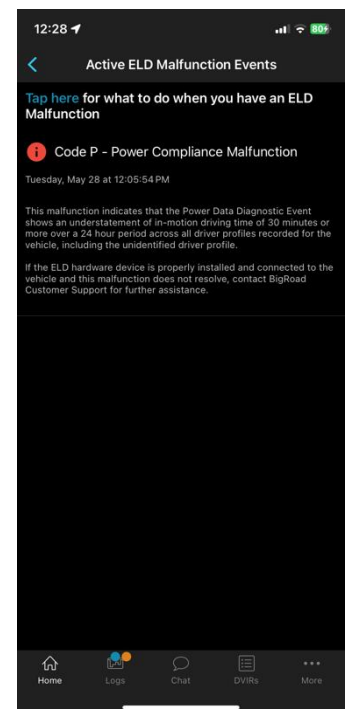 12:28
80
Active ELD Malfunction Events
Tap here for what to do when you have an ELD
Malfunction
Code P - Power Compliance Malfunction
Tuesday, May 28 at 12:05:54 PM
This malfunction indicates that the Power Data Diagnostic Event
shows an understatement of in-motion driving time of 30 minutes or
more over a 24 hour period across all driver profiles recorded for the
vehicle, including the unidentified driver profile.
If the ELD hardware device is properly installed and connected to the
vehicle and this malfunction does not resolve, contact BigRoad
Customer Support for further assistance.
Home Logs Chat DVIRs More